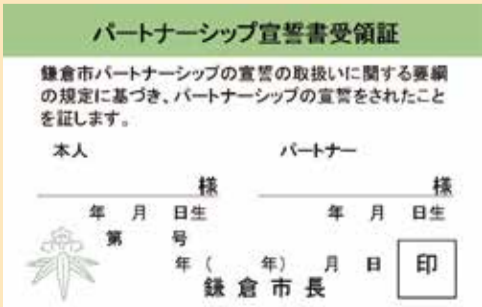 パートナーシップ宣誓書受領証
鎌倉市パートナーシップの宣誓の取扱いに関する要綱
の規定に基づき、パートナーシップの宣誓をされたこと
を証します。
本人 パートナー
様 様
年 月 日生 年 月 日生
第 号
年( 年) 月 日
鎌倉市長 印